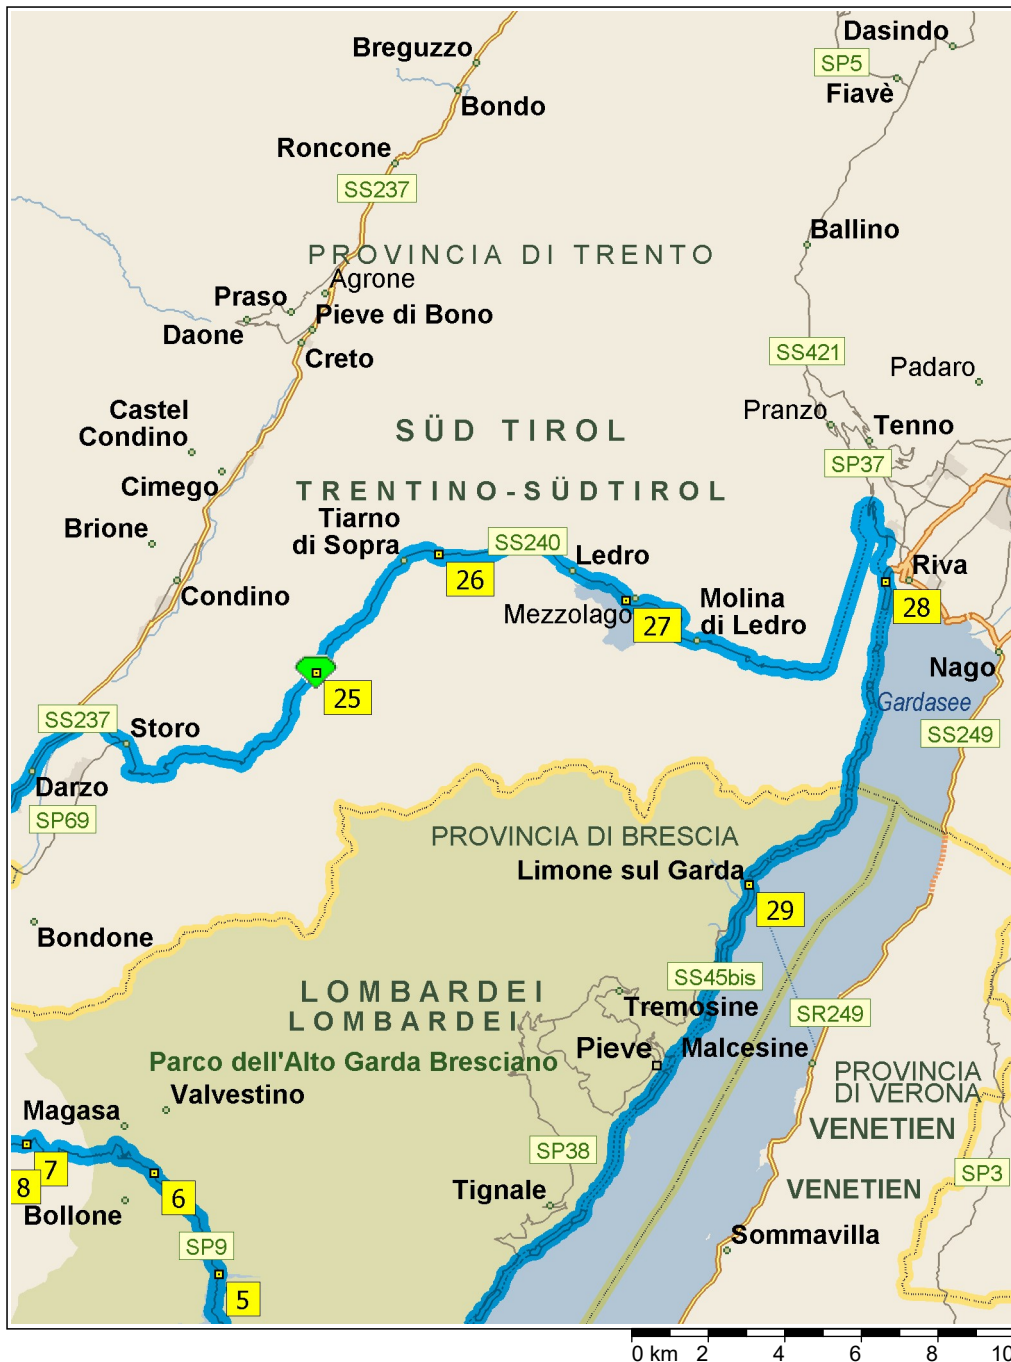 Dasindo
Breguzzo
SP5
Fiavè
Bondo
Roncone
SS237
Ballino
PROVINCIA DI TRENTO
Agrone
Praso
Pieve di Bono
Daone
Creto
SS421
Padaro
Castel
Condino
Pranzo
Tenno
SÜD TIROL
SP37
Cimego
TRENTINO-SÜDTIROL
Brione
Tiarno
di Sopra
SS240
Ledro
Riva
26
Condino
Mezzolago
Molina
di Ledro
28
27
Nago
25
Gardasee
SS237
Storo
SS249
Darzo
SP69
PROVINCIA DI BRESCIA
Limone sul Garda
29
Bondone
SS45bis
LOMBARDEI
Tremosine
SR249
LOMBARDEI
Pieve
Malcesine
Parco dell'Alto Garda Bresciano
PROVINCIA
DI VERONA
Valvestino
Magasa
VENETIEN
SP38
7
SP3
8
6
Tignale
VENETIEN
Bollone
Sommavilla
SP9
5
0 km 2 4 6 8 10